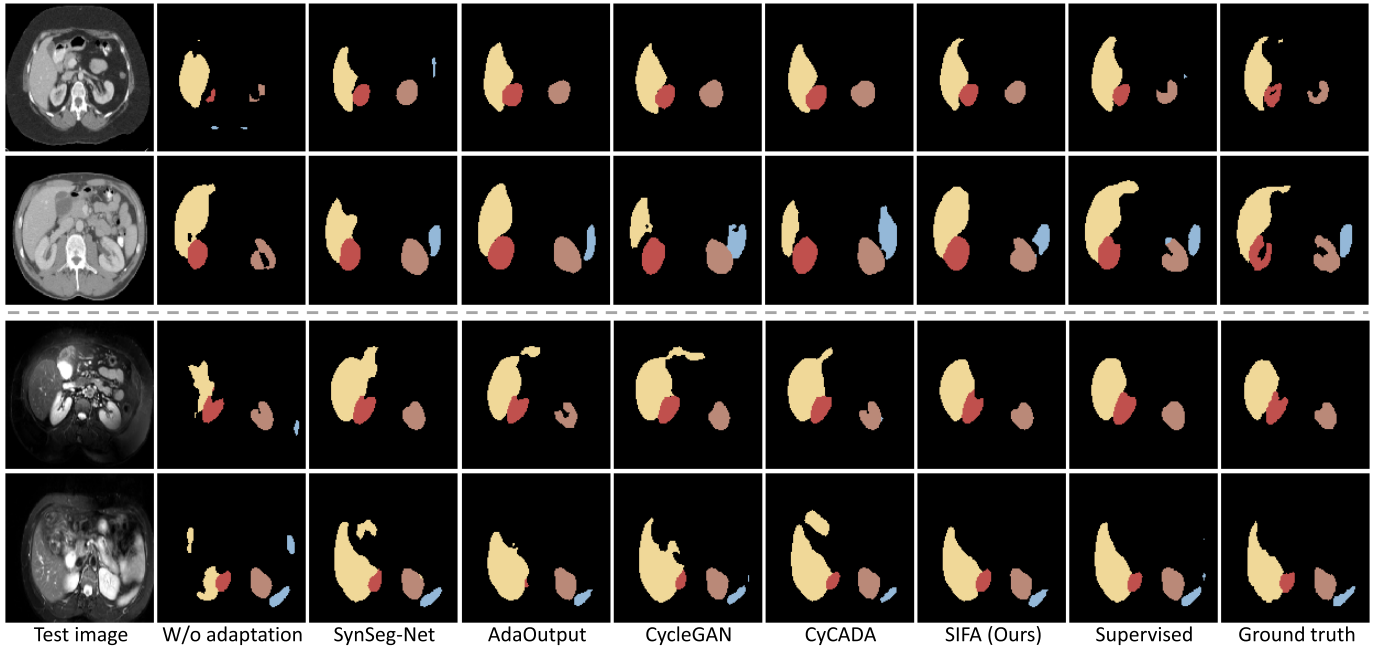 Test image W/o adaptation SynSeg-Net AdaOutput CycleGAN CyCADA SIFA (Ours) Supervised Ground truth